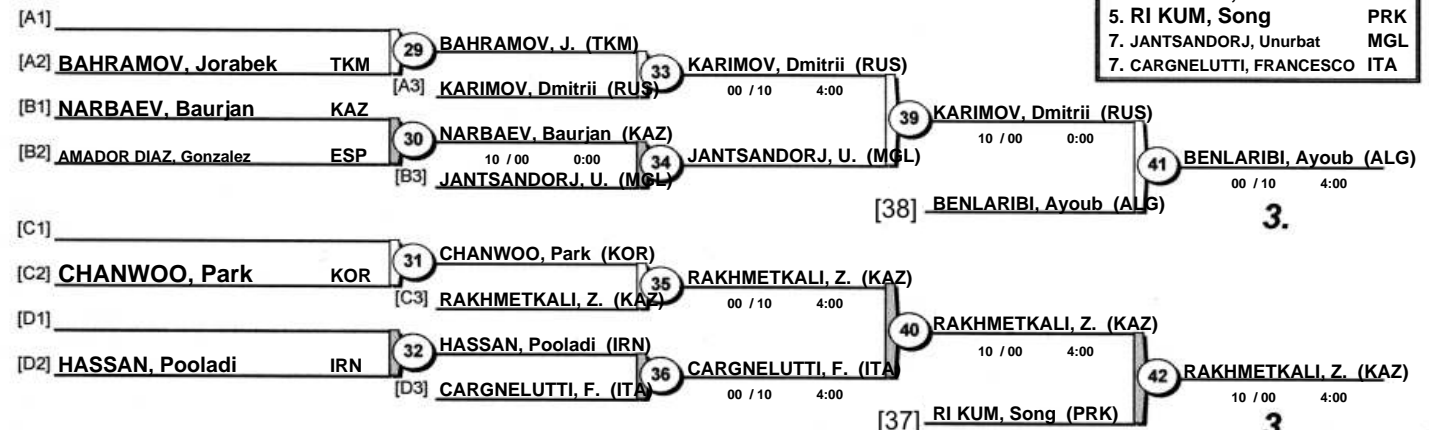 5. RI KUM, Song PRK
7. JANTSANDORJ, Unurbat MGL
7. CARGNELUTTI, FRANCESCO ITA
[A1]
[A2] BAHRAMOV, Jorabek TKM
29
BAHRAMOV, J. (TKM)
[A3] KARIMOV, Dmitrii (RUS)
33
KARIMOV, Dmitrii (RUS)
00 / 10 4:00
[B1] NARBAEV, Baurjan KAZ
[B2] AMADOR DIAZ, Gonzalez ESP
30
NARBAEV, Baurjan (KAZ)
10 / 00 0:00
[B3] JANTSANDORJ, U. (MGL)
34
JANTSANDORJ, U. (MGL)
39
KARIMOV, Dmitrii (RUS)
10 / 00 0:00
[38] BENLARIBI, Ayoub (ALG)
41
BENLARIBI, Ayoub (ALG)
00 / 10 4:00
3.
[C1]
[C2] CHANWOO, Park KOR
31
CHANWOO, Park (KOR)
[C3] RAKHMETKALI, Z. (KAZ)
35
RAKHMETKALI, Z. (KAZ)
00 / 10 4:00
[D1]
[D2] HASSAN, Pooladi IRN
32
HASSAN, Pooladi (IRN)
[D3] CARGNELUTTI, F. (ITA)
36
CARGNELUTTI, F. (ITA)
00 / 10 4:00
40
RAKHMETKALI, Z. (KAZ)
10 / 00 4:00
[37] RI KUM, Song (PRK)
42
RAKHMETKALI, Z. (KAZ)
10 / 00 4:00
3